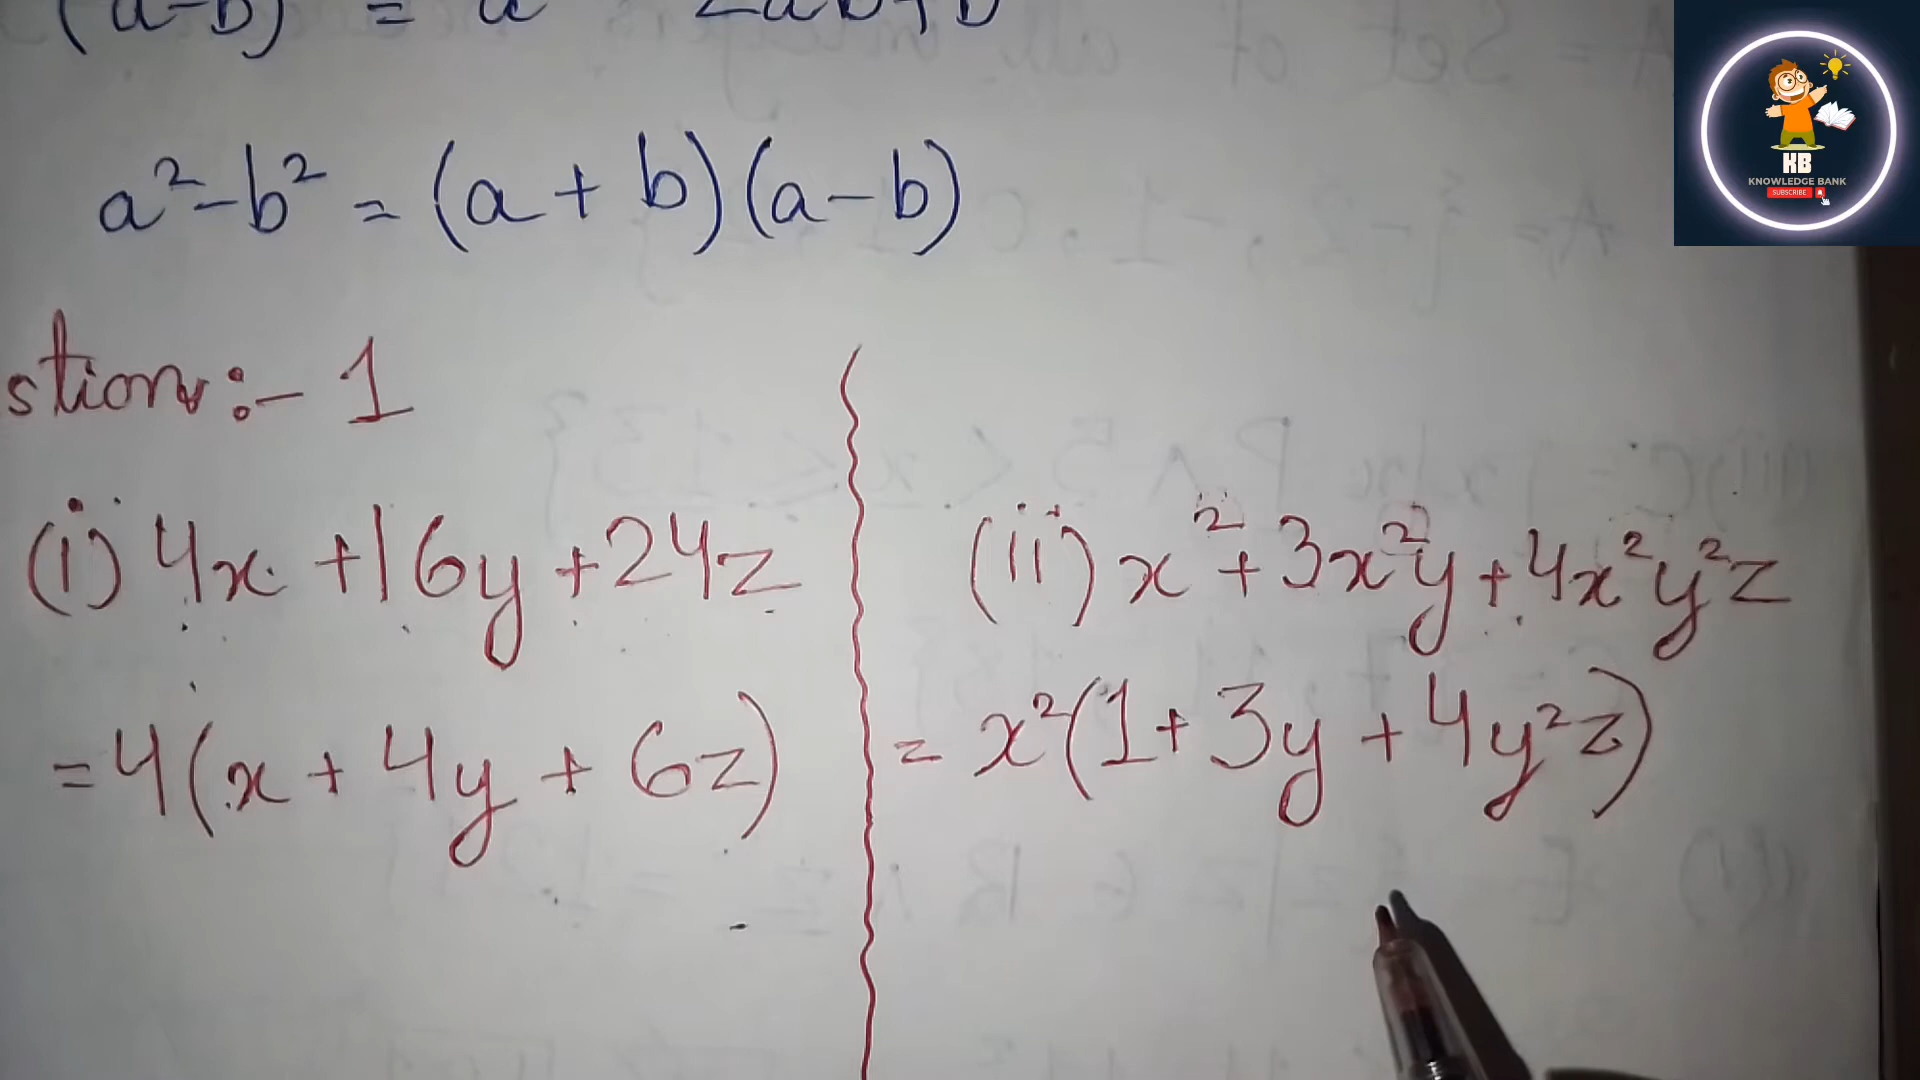 (a-b) = a 2ab+b
a²-b² = (a + b)(a-b)
stion:- 1
(i) 4x +16y +24z
= 4(x + 4y + 6z)
(ii) x² + 3x²y + 4x²y²z
= x²(1 + 3y + 4y²z)
KB
KNOWLEDGE BANK
SUBSCRIBE